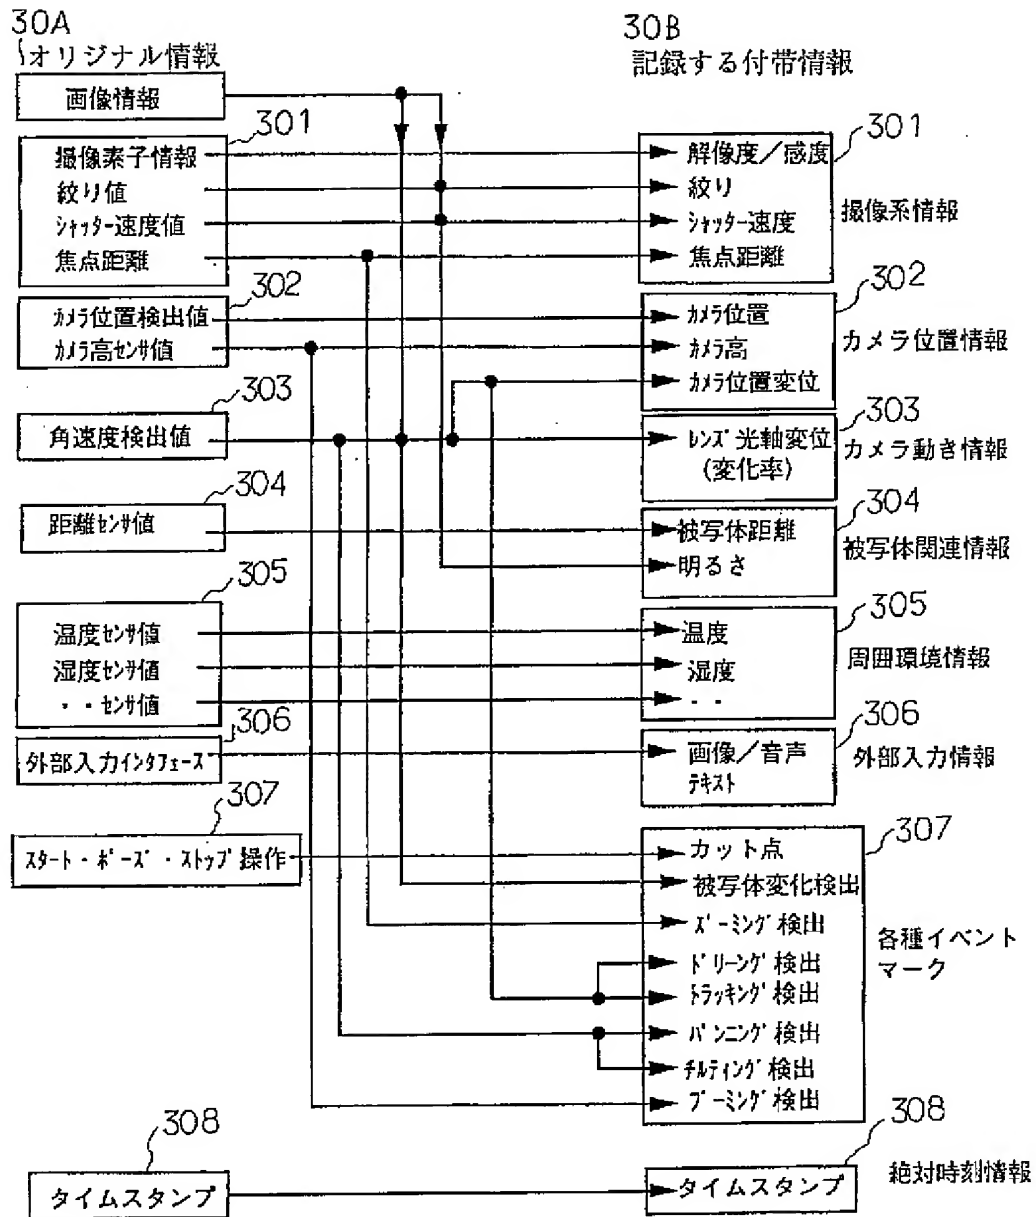 30A
オリジナル情報
画像情報
301
撮像素子情報
絞り値
ｼｬｯﾀｰ速度値
焦点距離
302
ｶﾒﾗ位置検出値
ｶﾒﾗ高ｾﾝｻ値
303
角速度検出値
304
距離ｾﾝｻ値
305
温度ｾﾝｻ値
湿度ｾﾝｻ値
・・ｾﾝｻ値
306
外部入力ｲﾝﾀﾌｪｰｽﾞ
307
ｽﾀｰﾄ・ﾎﾟｰｽﾞ・ｽﾄｯﾌﾟ操作
308
タイムスタンプ
30B
記録する付帯情報
301
解像度／感度
絞り
ｼｬｯﾀｰ速度
焦点距離
撮像系情報
302
ｶﾒﾗ位置
ｶﾒﾗ高
ｶﾒﾗ位置変位
カメラ位置情報
303
ﾚﾝｽﾞ光軸変位
(変化率)
カメラ動き情報
304
被写体距離
明るさ
被写体関連情報
305
温度
湿度
・・
周囲環境情報
306
画像／音声
ﾃｷｽﾄ
外部入力情報
307
カット点
被写体変化検出
ｽﾞｰﾐﾝｸﾞ検出
ﾄﾞﾘｰﾝｸﾞ検出
ﾄﾗｯｷﾝｸﾞ検出
ﾊﾟﾝﾆﾝｸﾞ検出
ﾁﾙﾃｨﾝｸﾞ検出
ﾌﾞｰﾐﾝｸﾞ検出
各種イベント
マーク
308
タイムスタンプ
絶対時刻情報